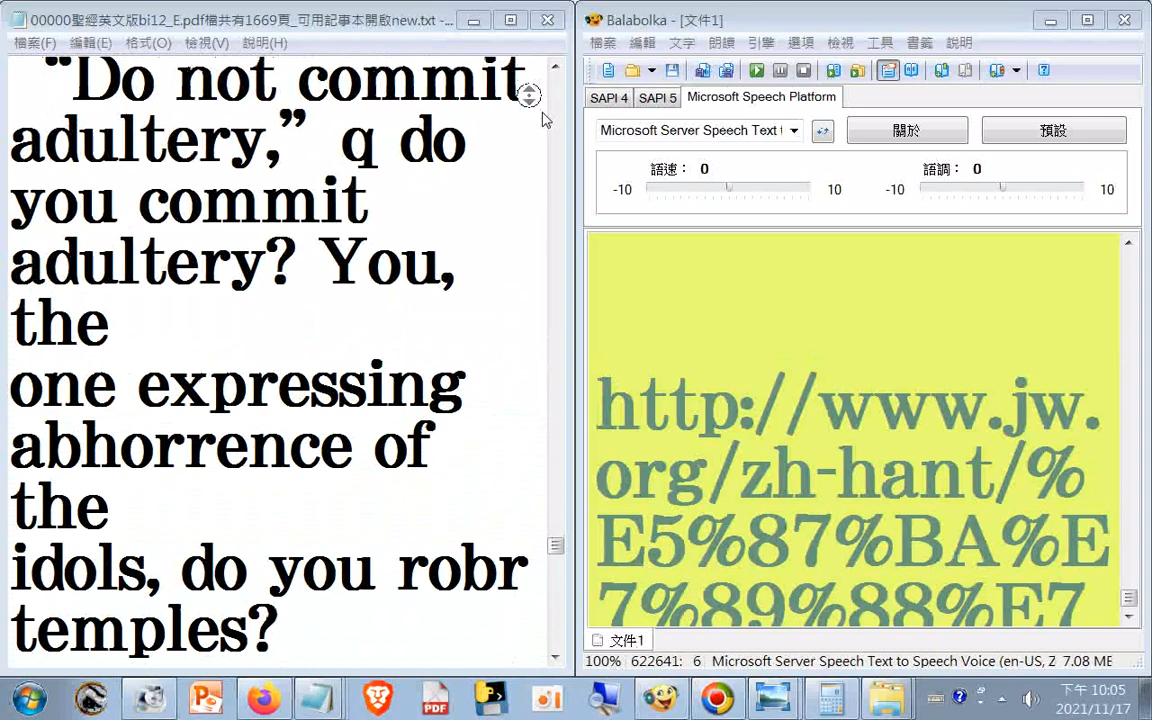 00000聖經英文版bi12_E.pdf檔共有1669頁_可用記事本開啟new.txt -...
檔案(F) 編輯(E) 格式(O) 檢視(V) 說明(H)
“Do not commit
adultery,” q do
you commit
adultery? You,
the
one expressing
abhorrence of
the
idols, do you robr
temples?
Balabolka - [文件1]
檔案 編輯 文字 朗讀 引擎 選項 檢視 工具 書籤 說明
SAPI 4 SAPI 5 Microsoft Speech Platform
Microsoft Server Speech Text t 關於 預設
語速： 0 語調： 0
-10 10 -10 10
http://www.jw.
org/zh-hant/%
E5%87%BA%E
7%89%88%E7
文件1
100% 622641: 6 Microsoft Server Speech Text to Speech Voice (en-US, Z 7.08 ME
PDF
下午 10:05
2021/11/17